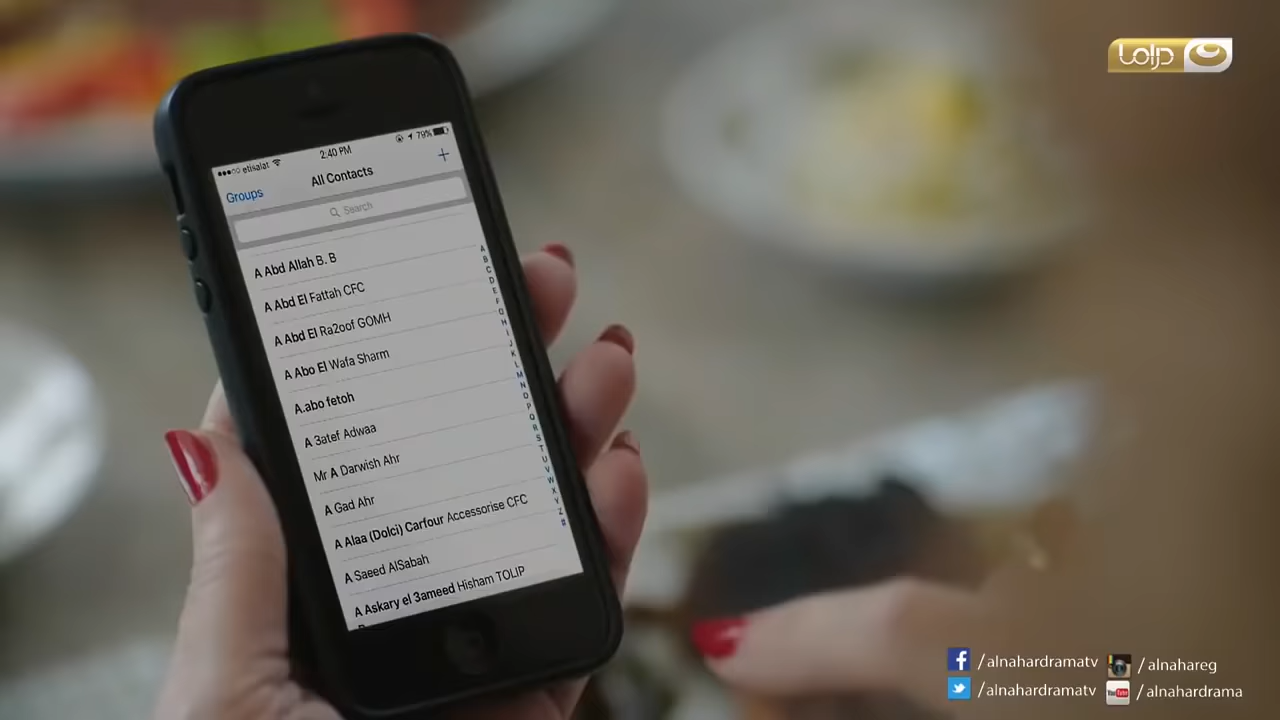 دراما
●●●○○ etisalat 2:40 PM 79%
Groups All Contacts +
Search
A Abd Allah B. B
A Abd El Fattah CFC
A Abd El Ra2oof GOMH
A Abo El Wafa Sharm
A.abo fetoh
A 3atef Adwaa
Mr A Darwish Ahr
A Gad Ahr
A Alaa (Dolci) Carfour Accessorise CFC
A Saeed AlSabah
A Askary el 3ameed Hisham TOLIP
A
B
C
D
E
F
G
H
I
J
K
L
M
N
O
P
Q
R
S
T
U
V
W
X
Y
Z
#
/alnahardramatv /alnahareg
/alnahardramatv /alnahardrama